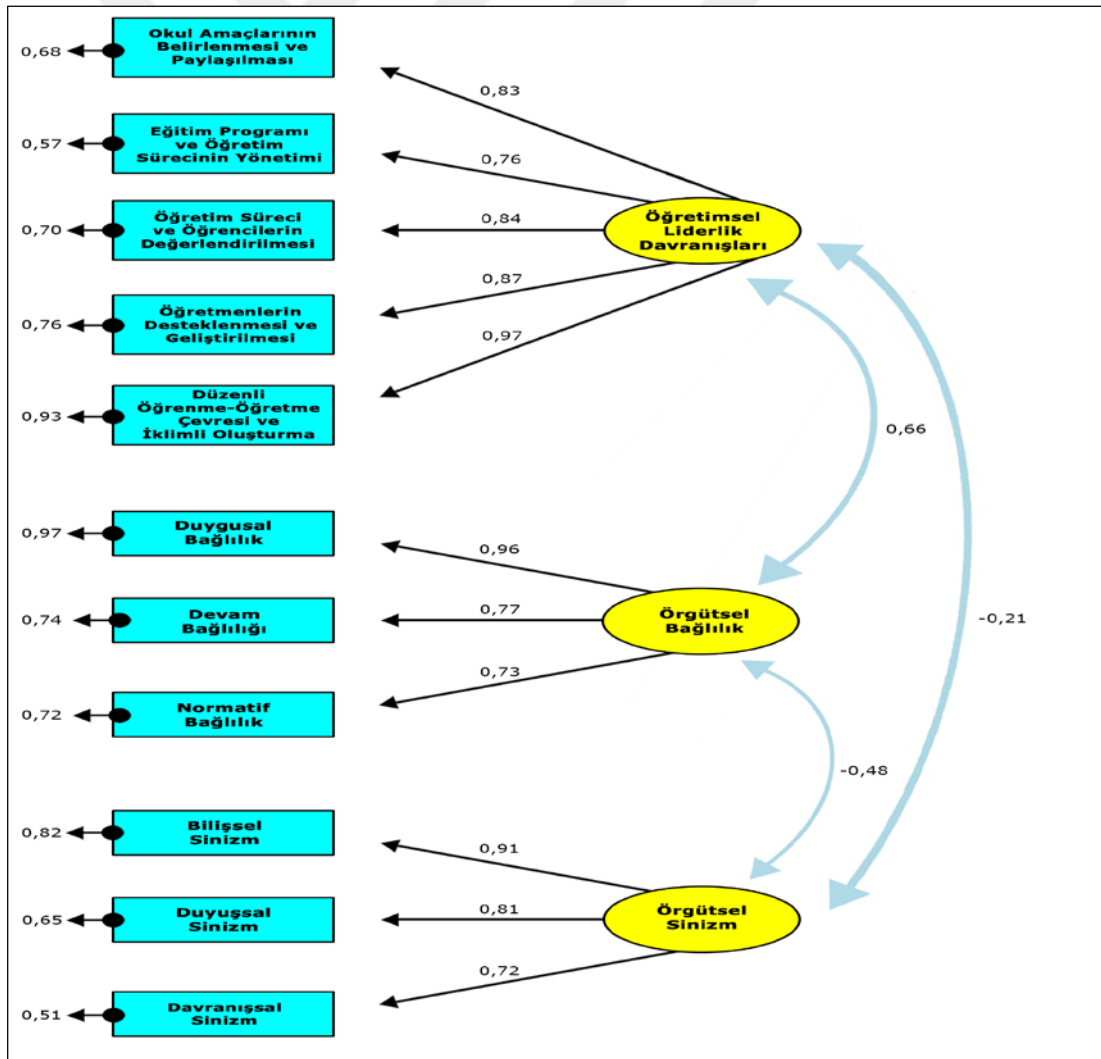 Okul Amaçlarının
Belirlenmesi ve
Paylaşılması
0,68
0,83
Eğitim Programı
ve Öğretim
Sürecinin Yönetimi
0,57
0,76
Öğretim Süreci
ve Öğrencilerin
Değerlendirilmesi
0,70
0,84
Öğretimsel
Liderlik
Davranışları
Öğretmenlerin
Desteklenmesi ve
Geliştirilmesi
0,76
0,87
Düzenli
Öğrenme-Öğretme
Çevresi ve
İklimli Oluşturma
0,93
0,97
0,66
Duygusal
Bağlılık
0,97
0,96
Devam
Bağlılığı
0,74
0,77
Örgütsel
Bağlılık
-0,21
Normatif
Bağlılık
0,72
0,73
-0,48
Bilişsel
Sinizm
0,82
0,91
Duyuşsal
Sinizm
0,65
0,81
Örgütsel
Sinizm
Davranışsal
Sinizm
0,51
0,72